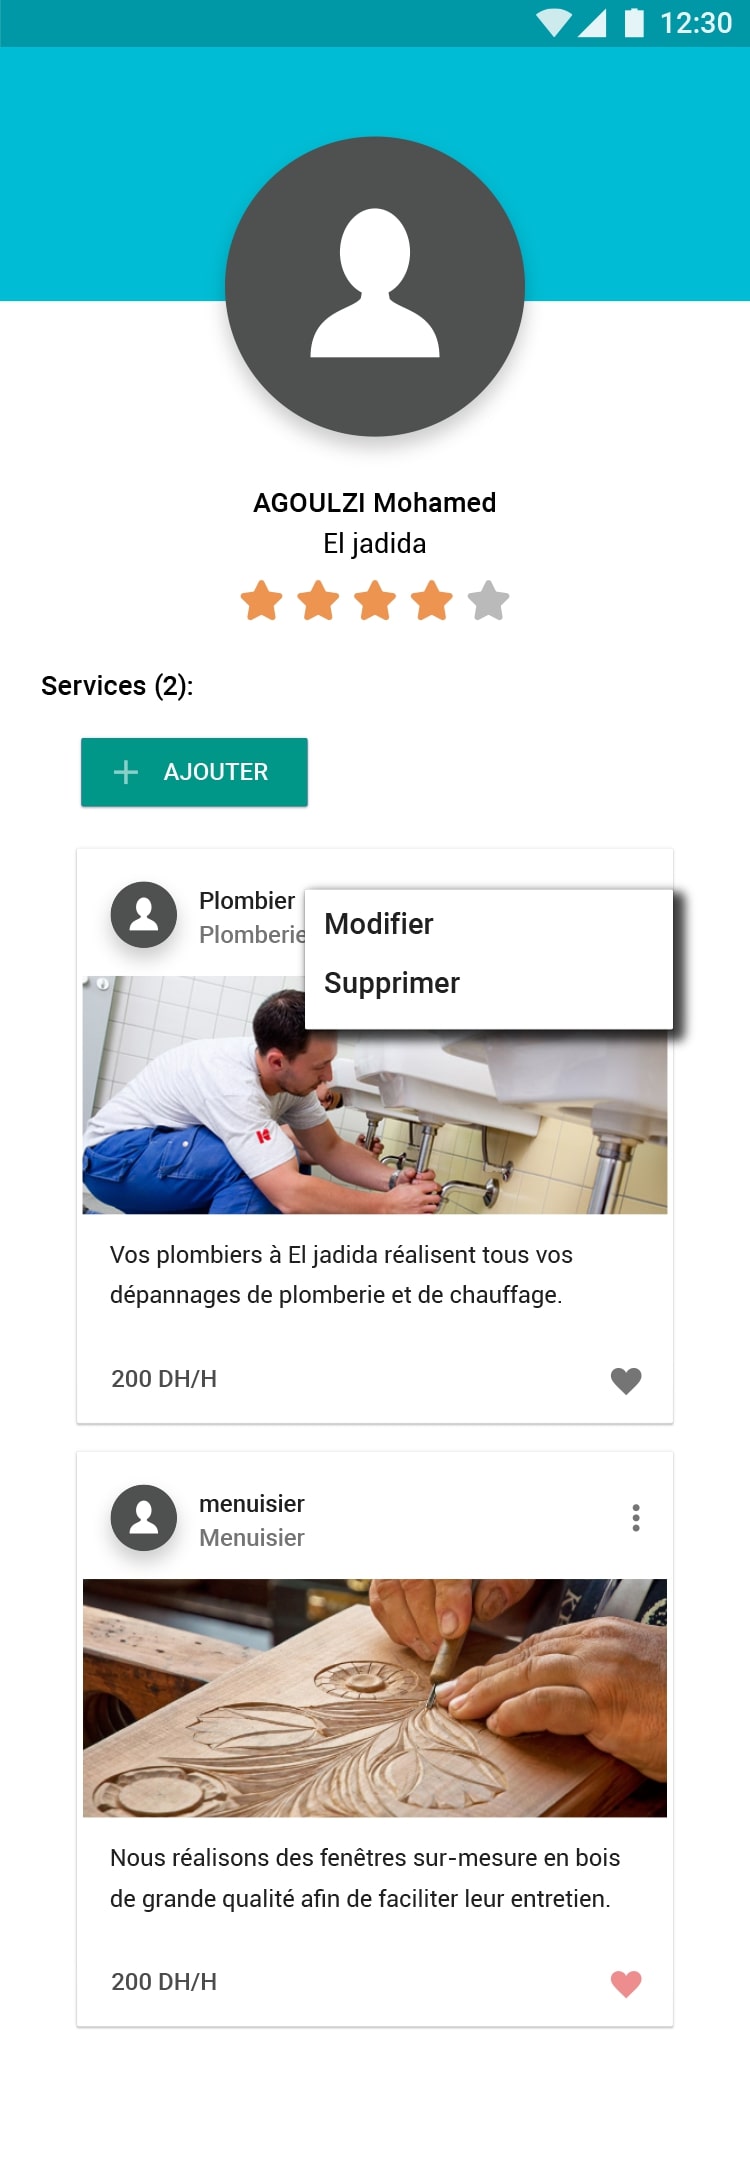 12:30
AGOULZI Mohamed
El jadida
Services (2):
AJOUTER
Plombier
Plomberie
Modifier
Supprimer
Vos plombiers à El jadida réalisent tous vos
dépannages de plomberie et de chauffage.
200 DH/H
menuisier
Menuisier
Nous réalisons des fenêtres sur-mesure en bois
de grande qualité afin de faciliter leur entretien.
200 DH/H